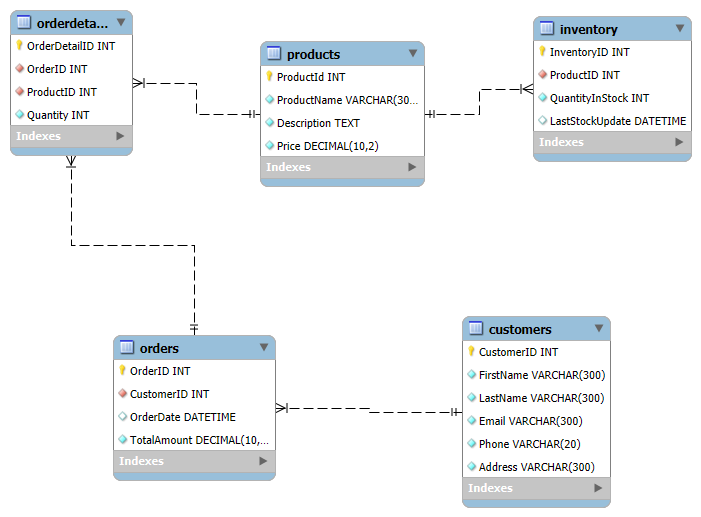 orderdeta...
OrderDetailID INT
OrderID INT
ProductID INT
Quantity INT
Indexes
products
ProductId INT
ProductName VARCHAR(30...
Description TEXT
Price DECIMAL(10,2)
Indexes
inventory
InventoryID INT
ProductID INT
QuantityInStock INT
LastStockUpdate DATETIME
Indexes
orders
OrderID INT
CustomerID INT
OrderDate DATETIME
TotalAmount DECIMAL(10,...
Indexes
customers
CustomerID INT
FirstName VARCHAR(300)
LastName VARCHAR(300)
Email VARCHAR(300)
Phone VARCHAR(20)
Address VARCHAR(300)
Indexes